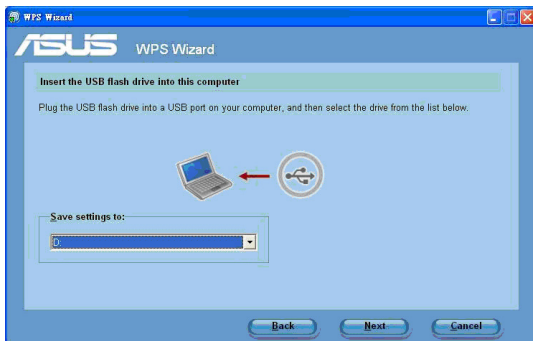 WPS Wizard
ASUS WPS Wizard
Insert the USB flash drive into this computer
Plug the USB flash drive into a USB port on your computer, and then select the drive from the list below.
Save settings to:
D:
Back Next Cancel